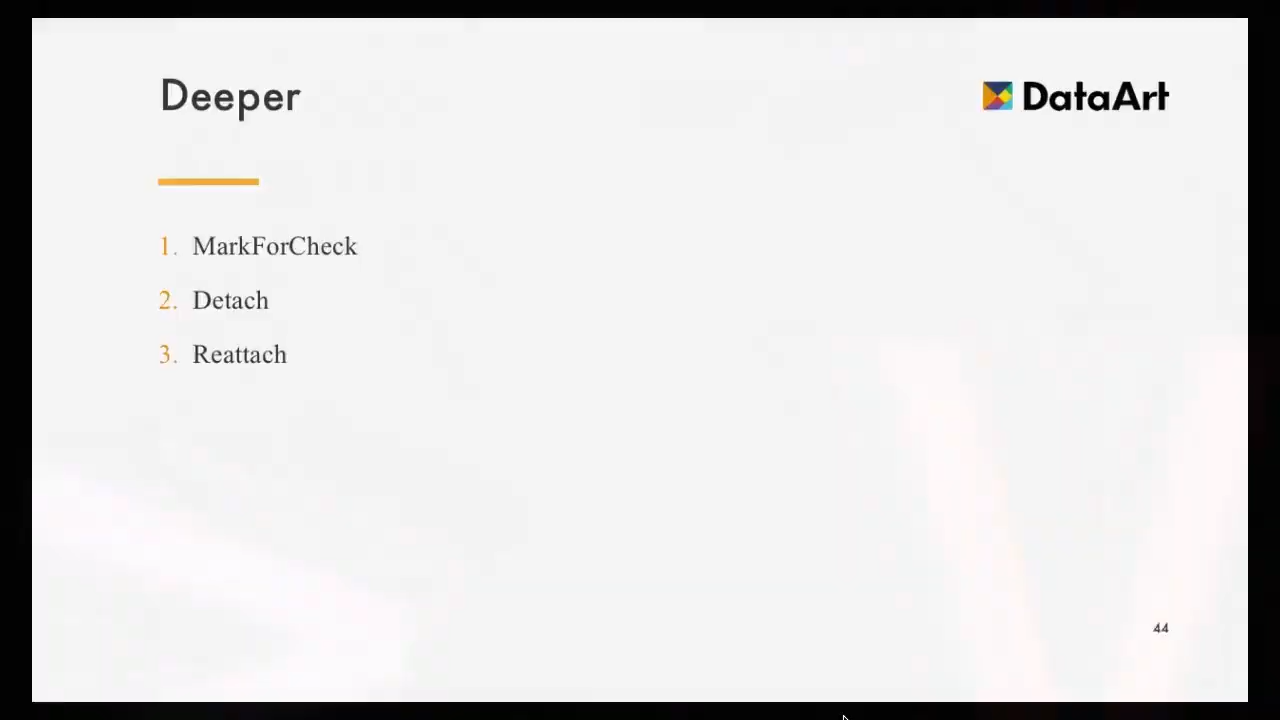 Deeper
DataArt
1. MarkForCheck
2. Detach
3. Reattach
44